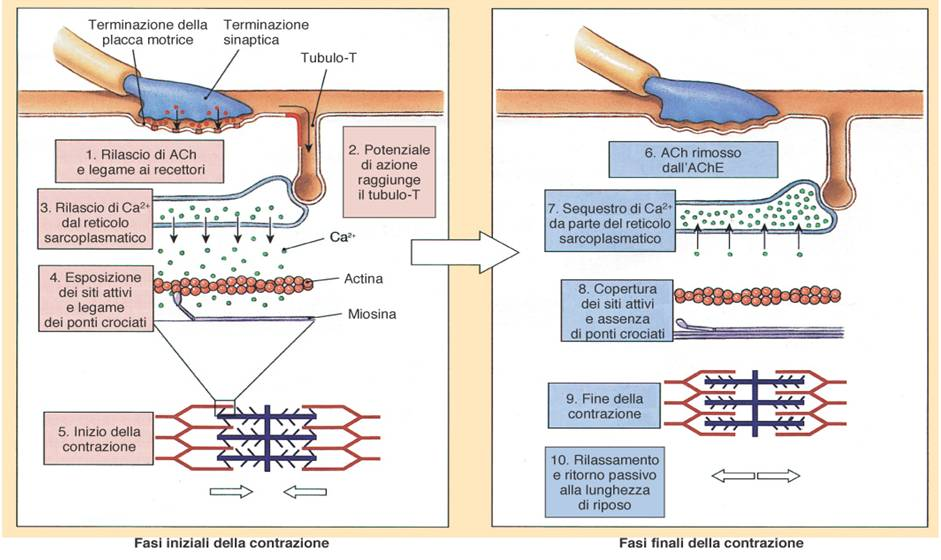 Terminazione della
placca motrice
Terminazione
sinaptica
Tubulo-T
1. Rilascio di ACh
e legame ai recettori
2. Potenziale
di azione
raggiunge
il tubulo-T
3. Rilascio di Ca²⁺
dal reticolo
sarcoplasmatico
Ca²⁺
4. Esposizione
dei siti attivi
e legame
dei ponti crociati
Actina
Miosina
5. Inizio della
contrazione
Fasi iniziali della contrazione
6. ACh rimosso
dall'AChE
7. Sequestro di Ca²⁺
da parte del reticolo
sarcoplasmatico
8. Copertura
dei siti attivi
e assenza
di ponti crociati
9. Fine della
contrazione
10. Rilassamento
e ritorno passivo
alla lunghezza
di riposo
Fasi finali della contrazione